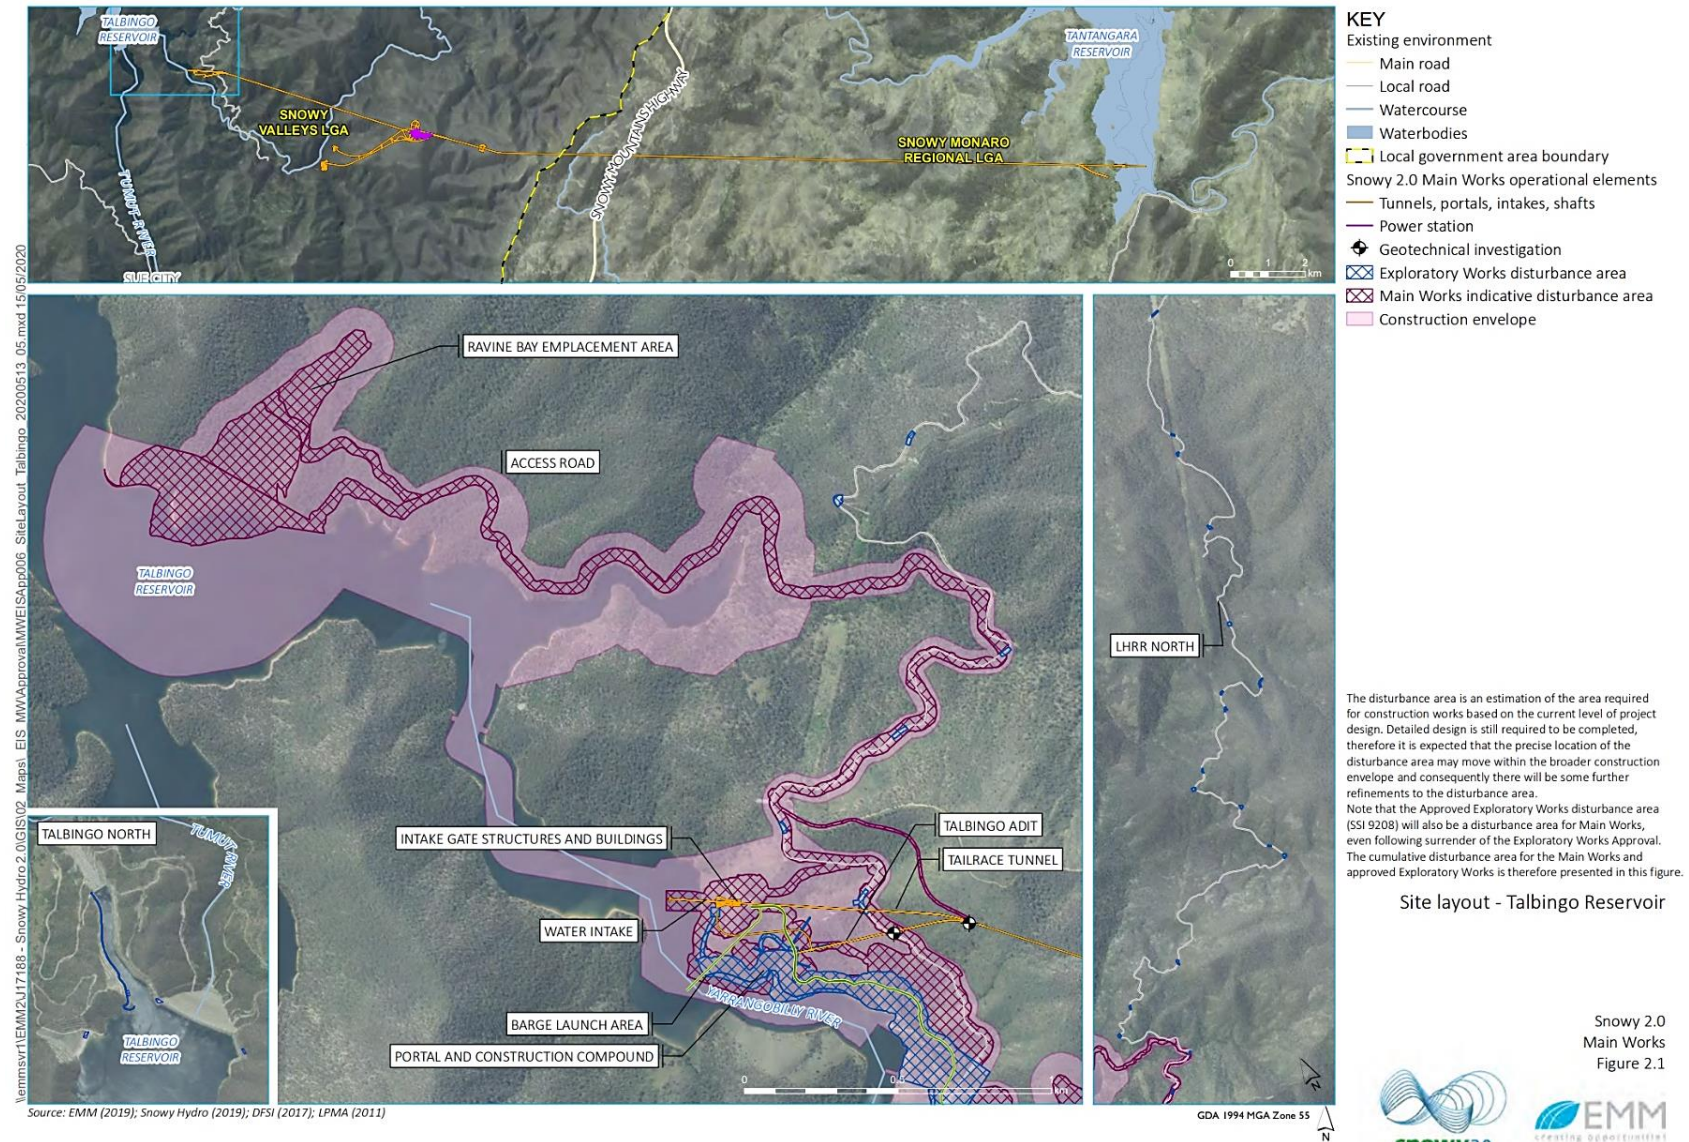 TALBINGO
RESERVOIR
TANTANGARA
RESERVOIR
SNOWY
VALLEYS LGA
SNOWY MOUNTAINS HIGHWAY
SNOWY MONARO
REGIONAL LGA
TUMUT RIVER
SUE CITY
0 1 2
km
KEY
Existing environment
Main road
Local road
Watercourse
Waterbodies
Local government area boundary
Snowy 2.0 Main Works operational elements
Tunnels, portals, intakes, shafts
Power station
Geotechnical investigation
Exploratory Works disturbance area
Main Works indicative disturbance area
Construction envelope
RAVINE BAY EMPLACEMENT AREA
ACCESS ROAD
TALBINGO
RESERVOIR
INTAKE GATE STRUCTURES AND BUILDINGS
TALBINGO ADIT
TAILRACE TUNNEL
WATER INTAKE
YARRANGOBILLY RIVER
BARGE LAUNCH AREA
PORTAL AND CONSTRUCTION COMPOUND
TALBINGO NORTH
TUMUT RIVER
TALBINGO
RESERVOIR
LHRR NORTH
The disturbance area is an estimation of the area required
for construction works based on the current level of project
design. Detailed design is still required to be completed,
therefore it is expected that the precise location of the
disturbance area may move within the broader construction
envelope and consequently there will be some further
refinements to the disturbance area.
Note that the Approved Exploratory Works disturbance area
(SSI 9208) will also be a disturbance area for Main Works,
even following surrender of the Exploratory Works Approval.
The cumulative disturbance area for the Main Works and
approved Exploratory Works is therefore presented in this figure.
Site layout - Talbingo Reservoir
Snowy 2.0
Main Works
Figure 2.1
snowy2.0
EMM
creating opportunities
Source: EMM (2019); Snowy Hydro (2019); DFSI (2017); LPMA (2011)
GDA 1994 MGA Zone 55
N
\\emmsvr1\EMM2\J17188 - Snowy Hydro 2.0\GIS\02_Maps\_EIS_MW\Approval\MWEISApp006_SiteLayout_Talbingo_20200513_05.mxd 15/05/2020